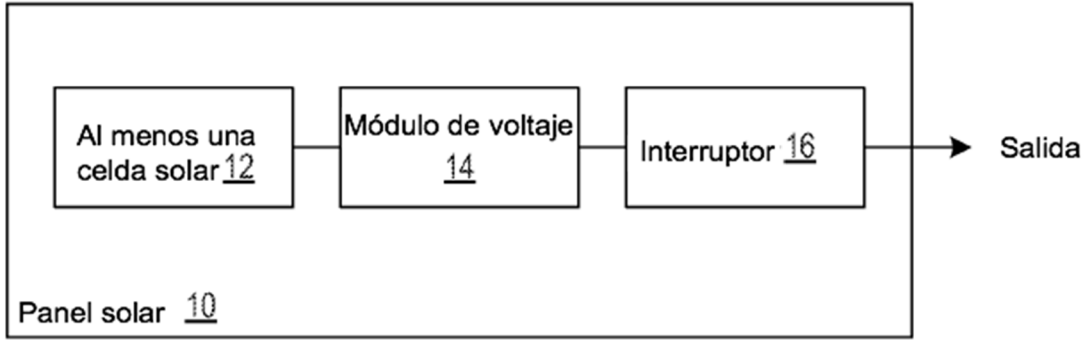 Al menos una
celda solar 12
Módulo de voltaje
14
Interruptor 16
Salida
Panel solar 10